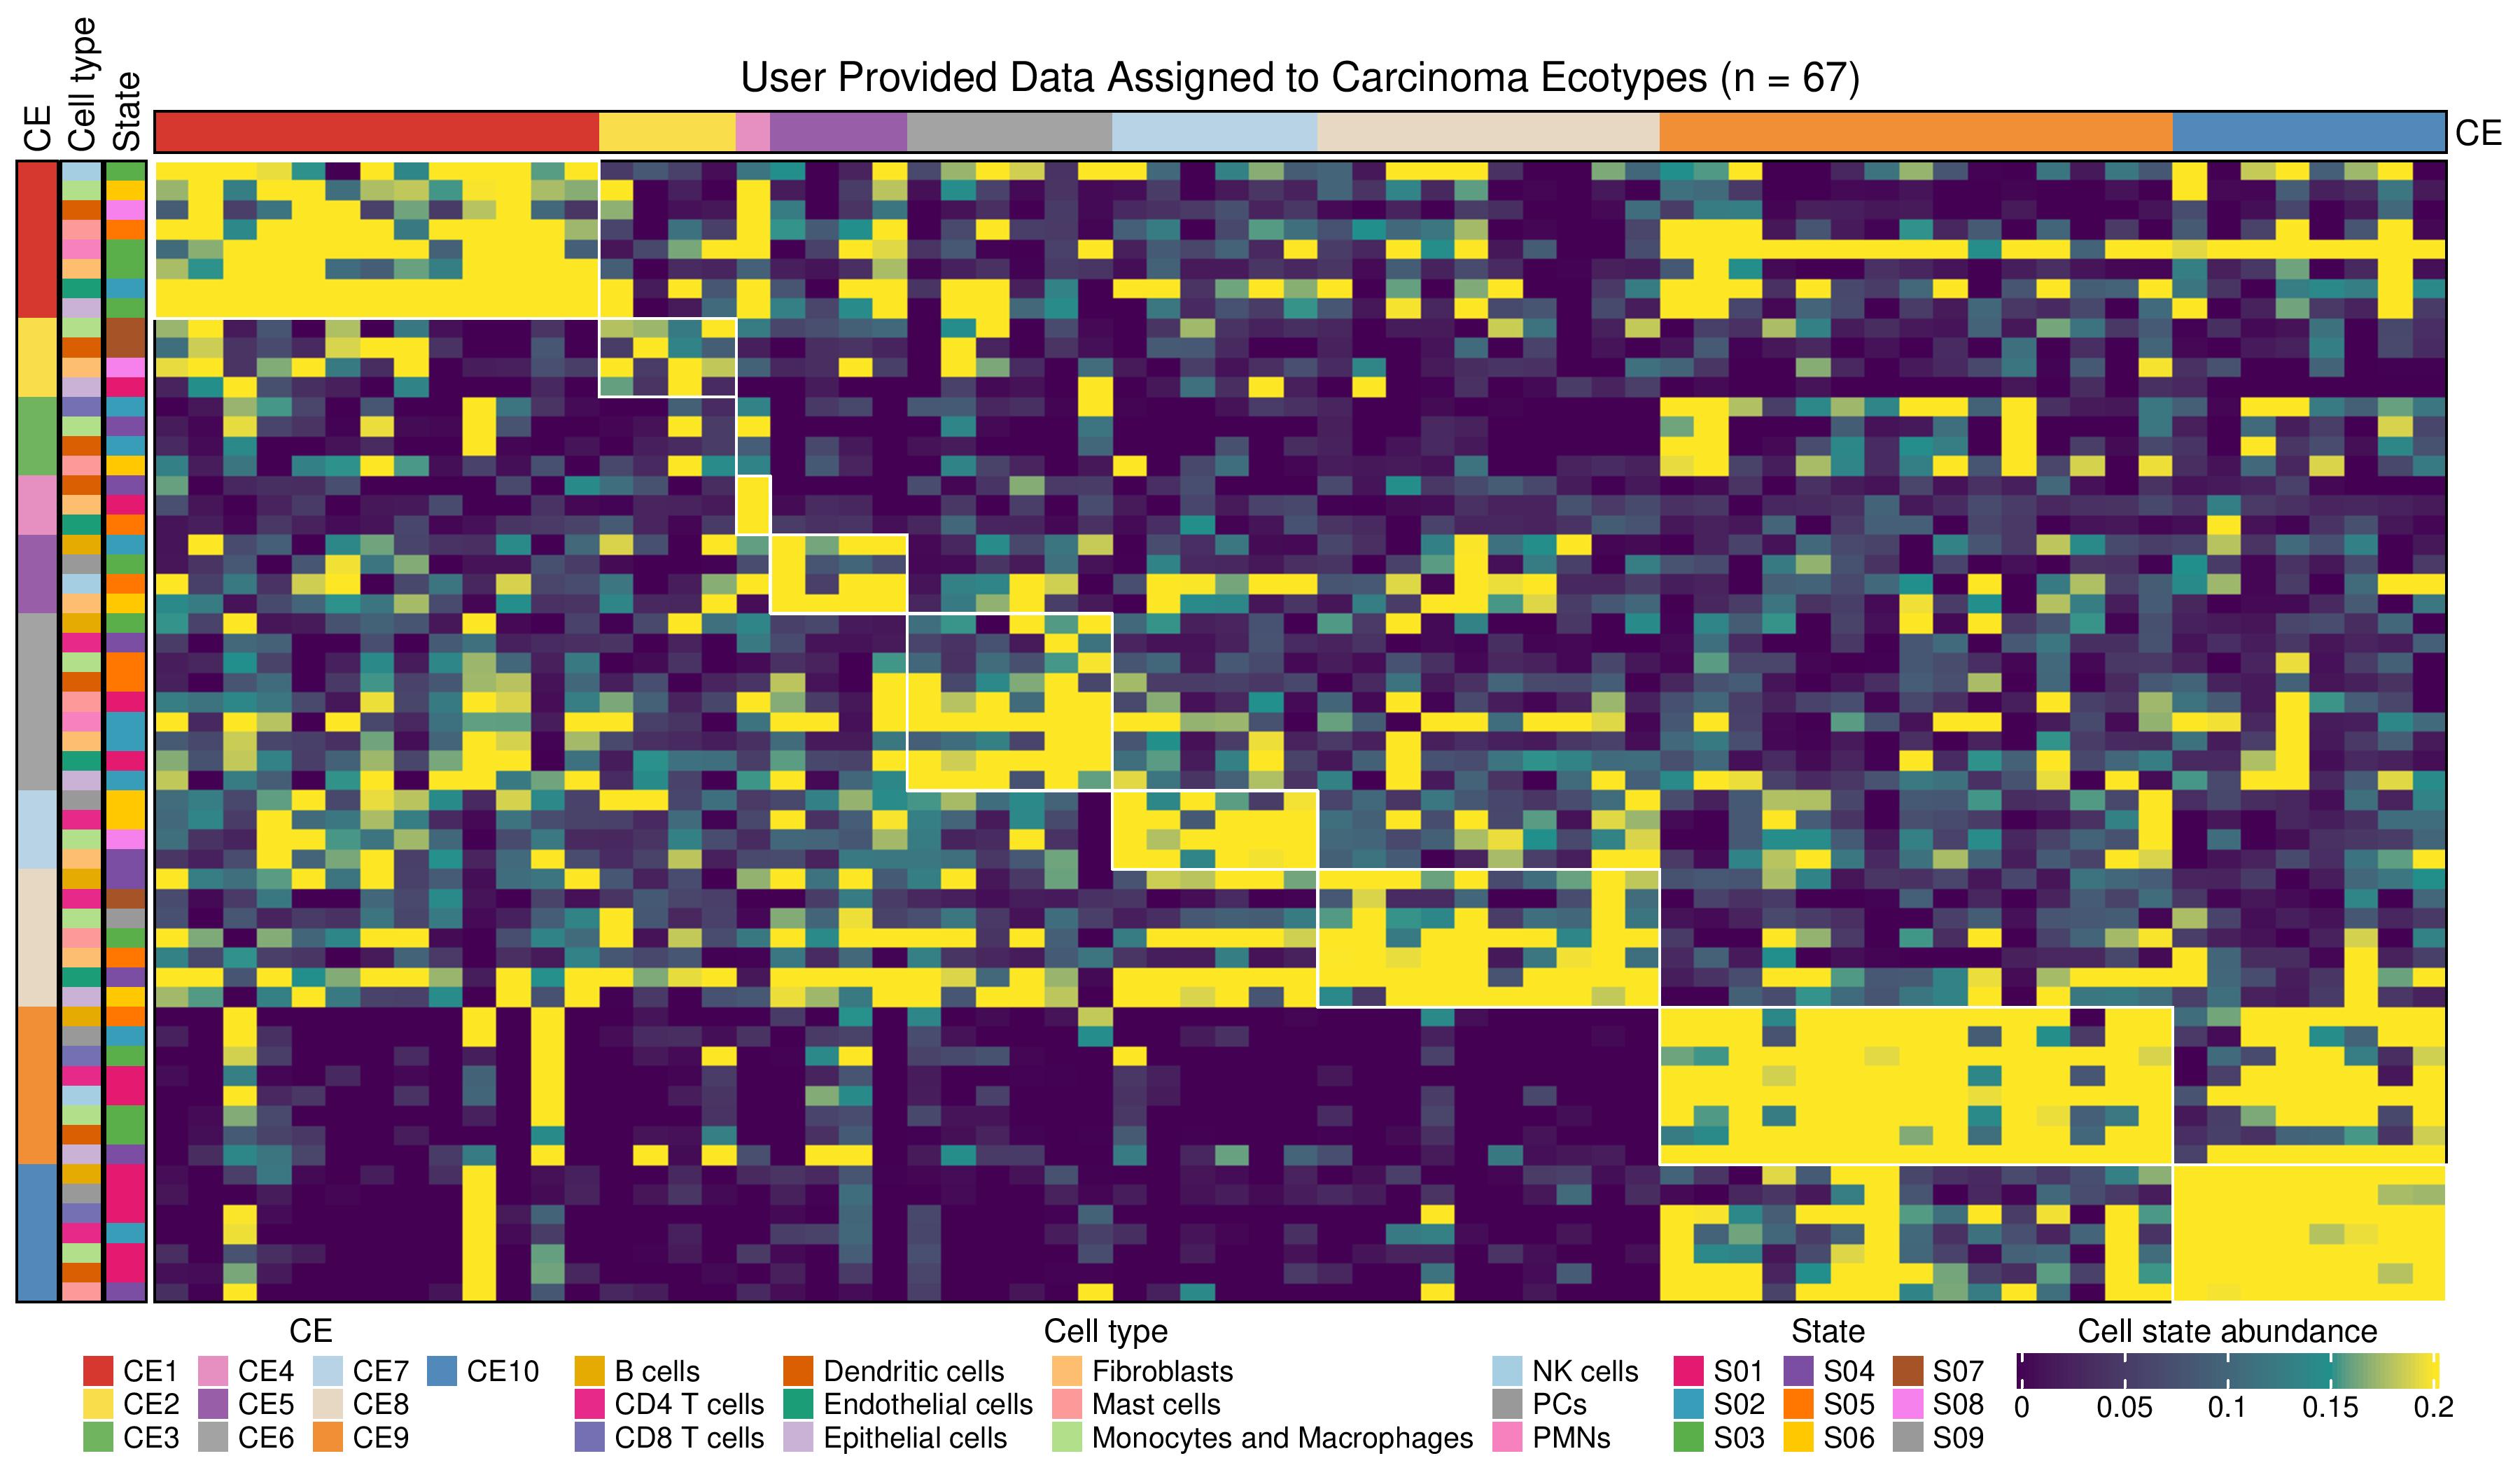 User Provided Data Assigned to Carcinoma Ecotypes (n = 67)
CE
Cell type
State
CE
CE
CE1
CE2
CE3
CE4
CE5
CE6
CE7
CE8
CE9
CE10
Cell type
B cells
CD4 T cells
CD8 T cells
Dendritic cells
Endothelial cells
Epithelial cells
Fibroblasts
Mast cells
Monocytes and Macrophages
NK cells
PCs
PMNs
State
S01
S02
S03
S04
S05
S06
S07
S08
S09
Cell state abundance
0 0.05 0.1 0.15 0.2